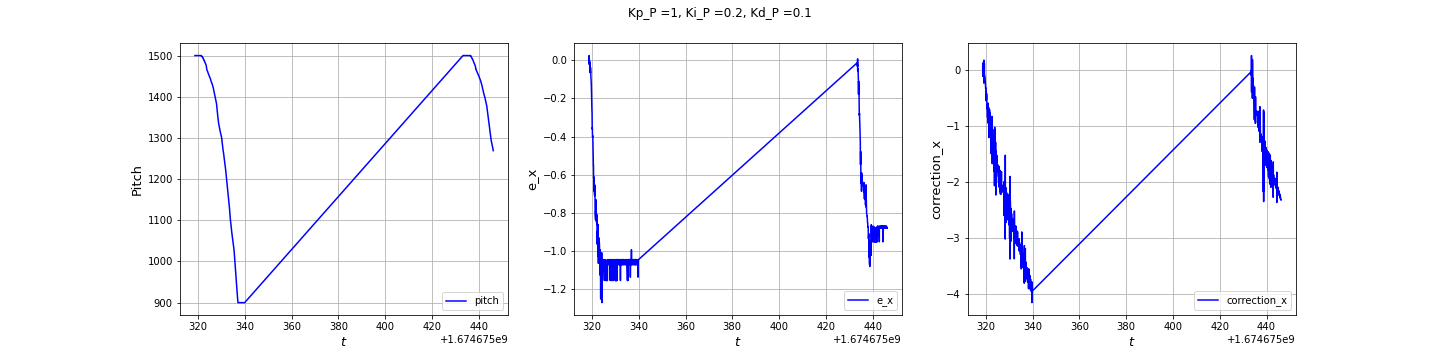 Kp_P =1, Ki_P =0.2, Kd_P =0.1
1500
1400
1300
1200
1100
1000
900
Pitch
320 340 360 380 400 420 440
+1.674675e9
t
pitch
0.0
−0.2
−0.4
−0.6
−0.8
−1.0
−1.2
e_x
320 340 360 380 400 420 440
+1.674675e9
t
e_x
0
−1
−2
−3
−4
correction_x
320 340 360 380 400 420 440
+1.674675e9
t
correction_x